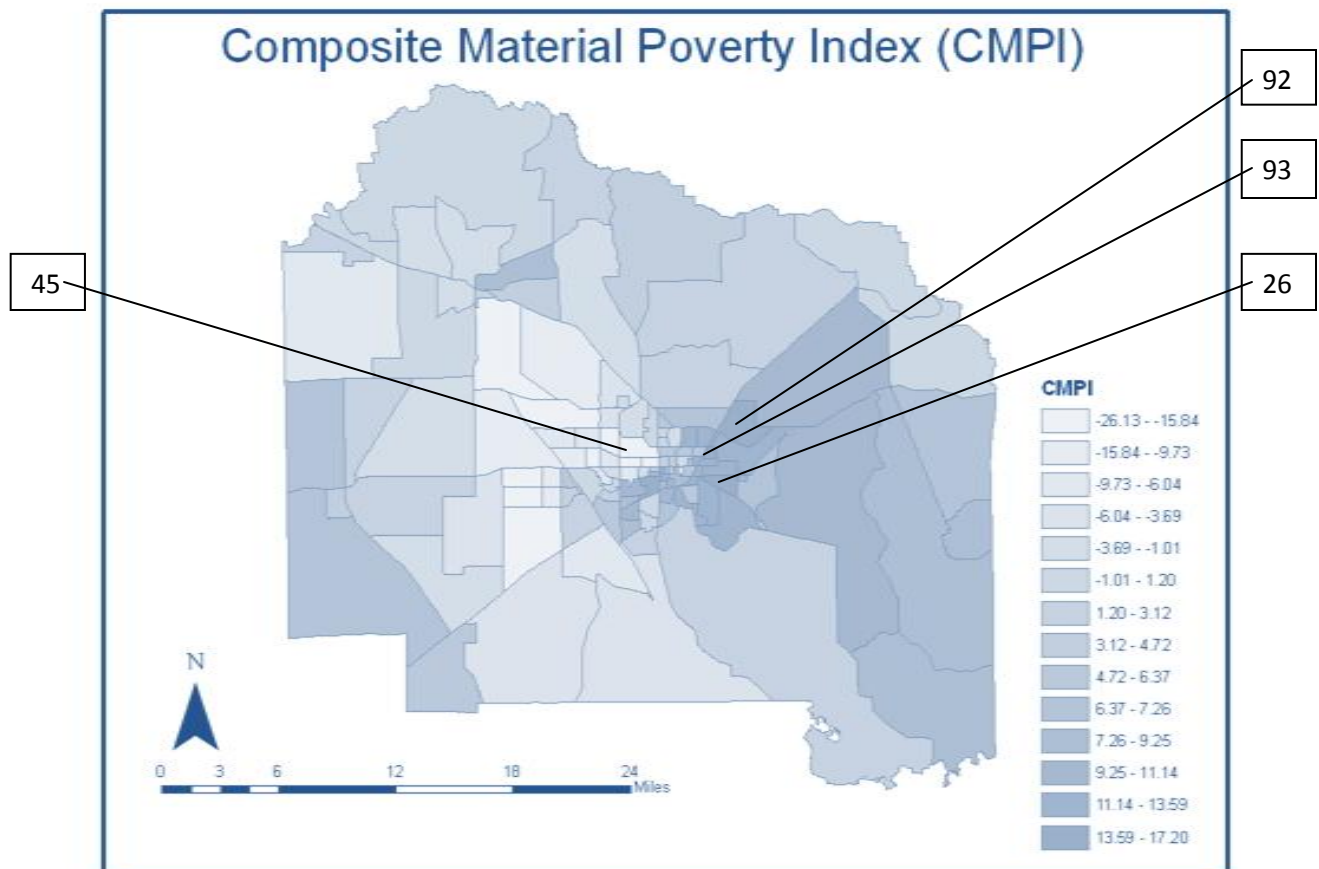 Composite Material Poverty Index (CMPI)
92
93
45
26
CMPI
-26.13 - -15.84
-15.84 - -9.73
-9.73 - -6.04
-6.04 - -3.69
-3.69 - -1.01
-1.01 - 1.20
1.20 - 3.12
3.12 - 4.72
4.72 - 6.37
6.37 - 7.26
7.26 - 9.25
9.25 - 11.14
11.14 - 13.59
13.59 - 17.20
N
0 3 6 12 18 24
Miles